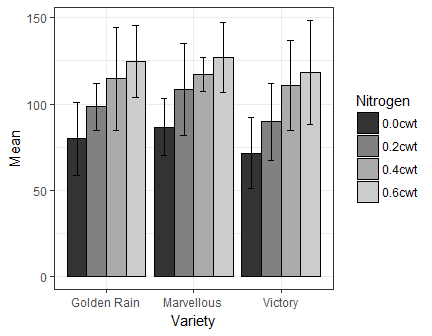 150
100
50
0
Mean
Golden Rain
Marvellous
Victory
Variety
Nitrogen
0.0cwt
0.2cwt
0.4cwt
0.6cwt